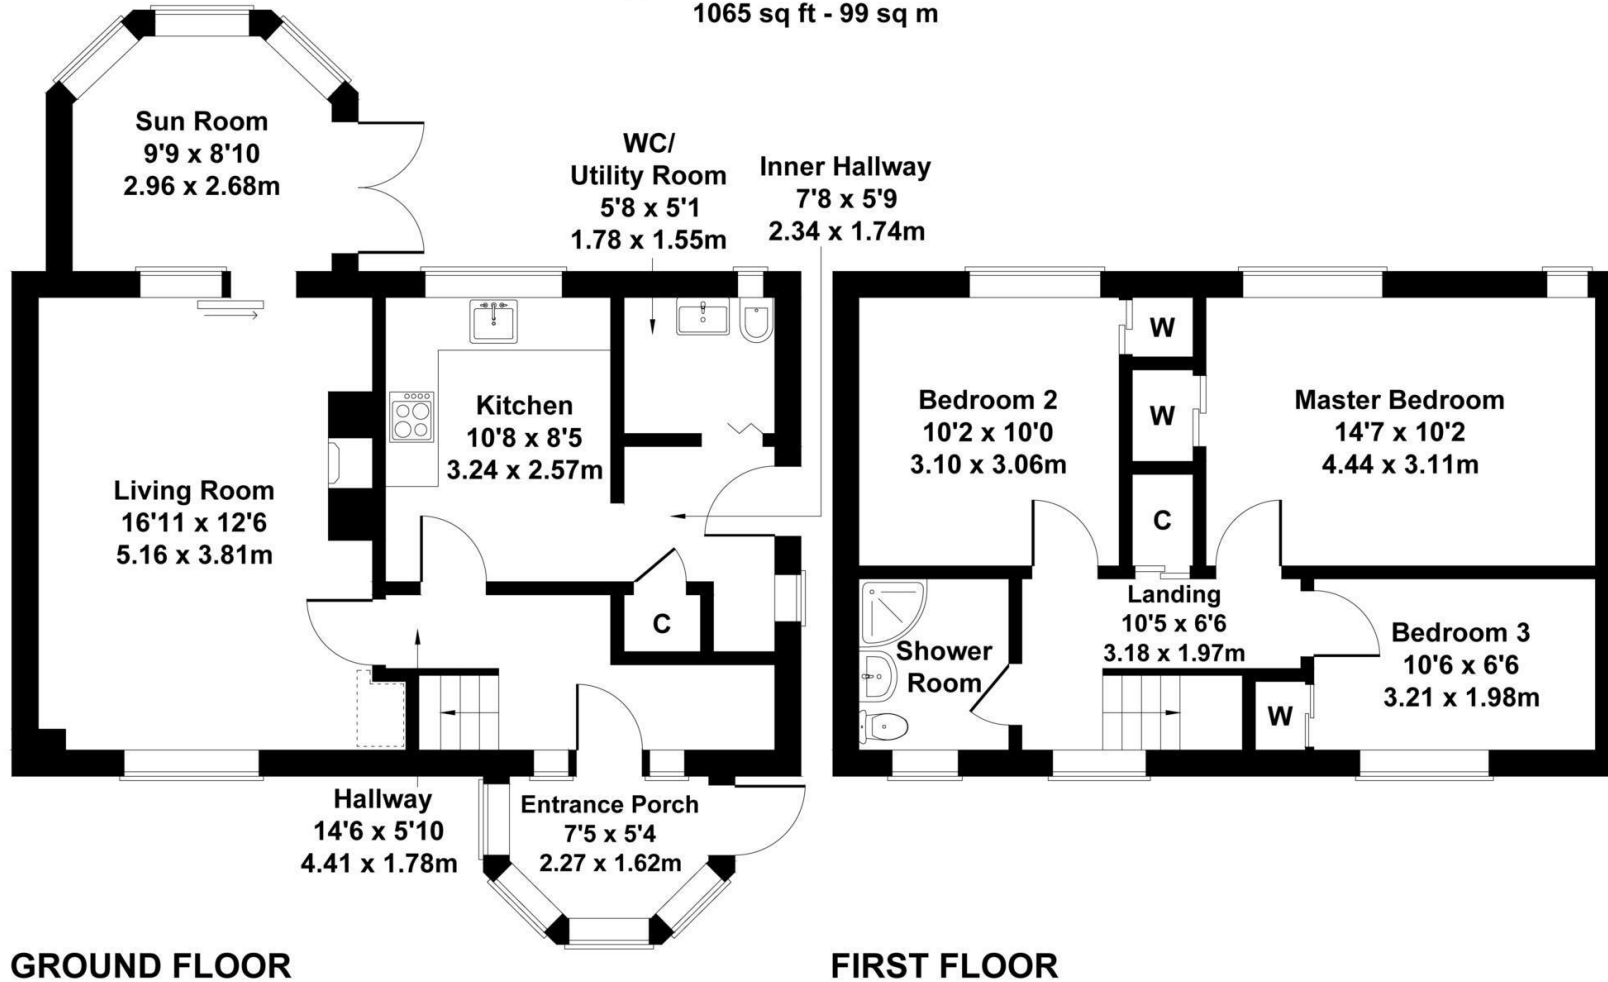 1065 sq ft - 99 sq m
Sun Room
9'9 x 8'10
2.96 x 2.68m
WC/
Utility Room
5'8 x 5'1
1.78 x 1.55m
Inner Hallway
7'8 x 5'9
2.34 x 1.74m
Kitchen
10'8 x 8'5
3.24 x 2.57m
Living Room
16'11 x 12'6
5.16 x 3.81m
C
Hallway
14'6 x 5'10
4.41 x 1.78m
Entrance Porch
7'5 x 5'4
2.27 x 1.62m
GROUND FLOOR
W
Bedroom 2
10'2 x 10'0
3.10 x 3.06m
W
Master Bedroom
14'7 x 10'2
4.44 x 3.11m
C
Landing
10'5 x 6'6
3.18 x 1.97m
Shower
Room
Bedroom 3
10'6 x 6'6
3.21 x 1.98m
W
FIRST FLOOR